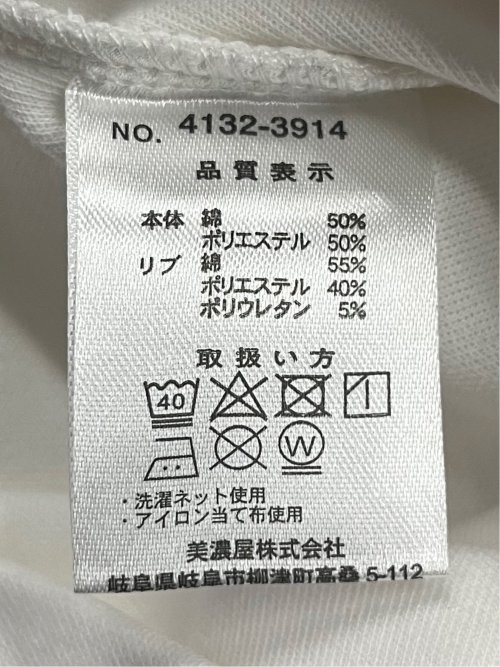 NO. 4132-3914
品質表示
本体 綿 50%
ポリエステル 50%
リブ 綿 55%
ポリエステル 40%
ポリウレタン 5%
取扱い方
40
W
・洗濯ネット使用
・アイロン当て布使用
美濃屋株式会社
岐阜県岐阜市柳津町高桑 5-112